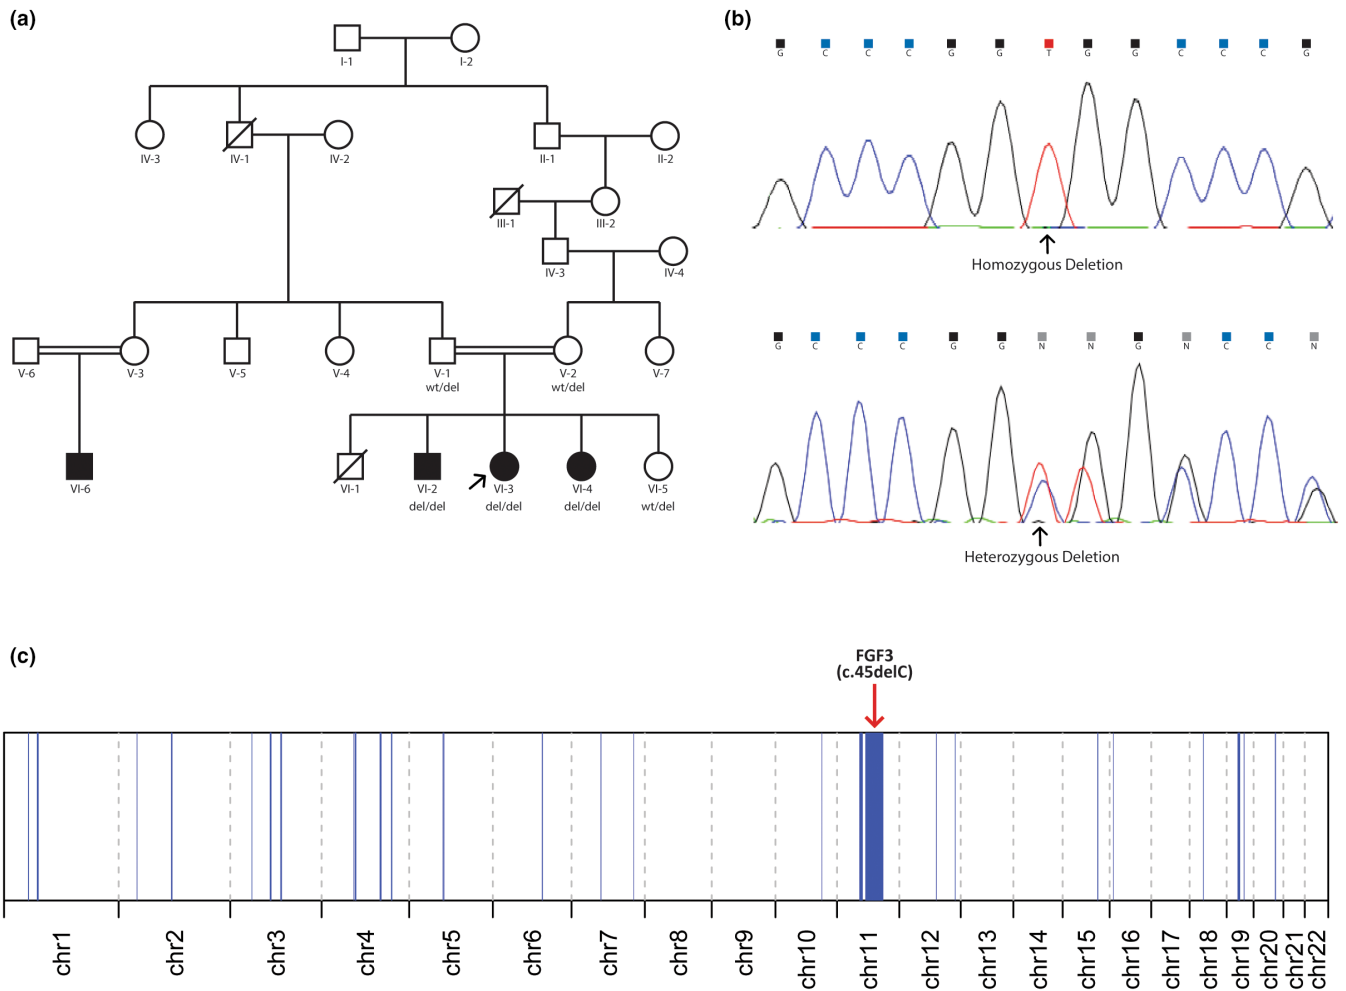 (a)
I-1 I-2
IV-3 IV-1 IV-2 II-1 II-2
III-1 III-2
IV-3 IV-4
V-6 V-3 V-5 V-4 V-1 V-2 V-7
wt/del wt/del
VI-6 VI-1 VI-2 VI-3 VI-4 VI-5
del/del del/del del/del wt/del
(b)
G C C C G G T G G C C C G
Homozygous Deletion
G C C C G G N N G N C C N
Heterozygous Deletion
(c)
FGF3
(c.45delC)
chr1 chr2 chr3 chr4 chr5 chr6 chr7 chr8 chr9 chr10 chr11 chr12 chr13 chr14 chr15 chr16 chr17 chr18 chr19 chr20 chr21 chr22